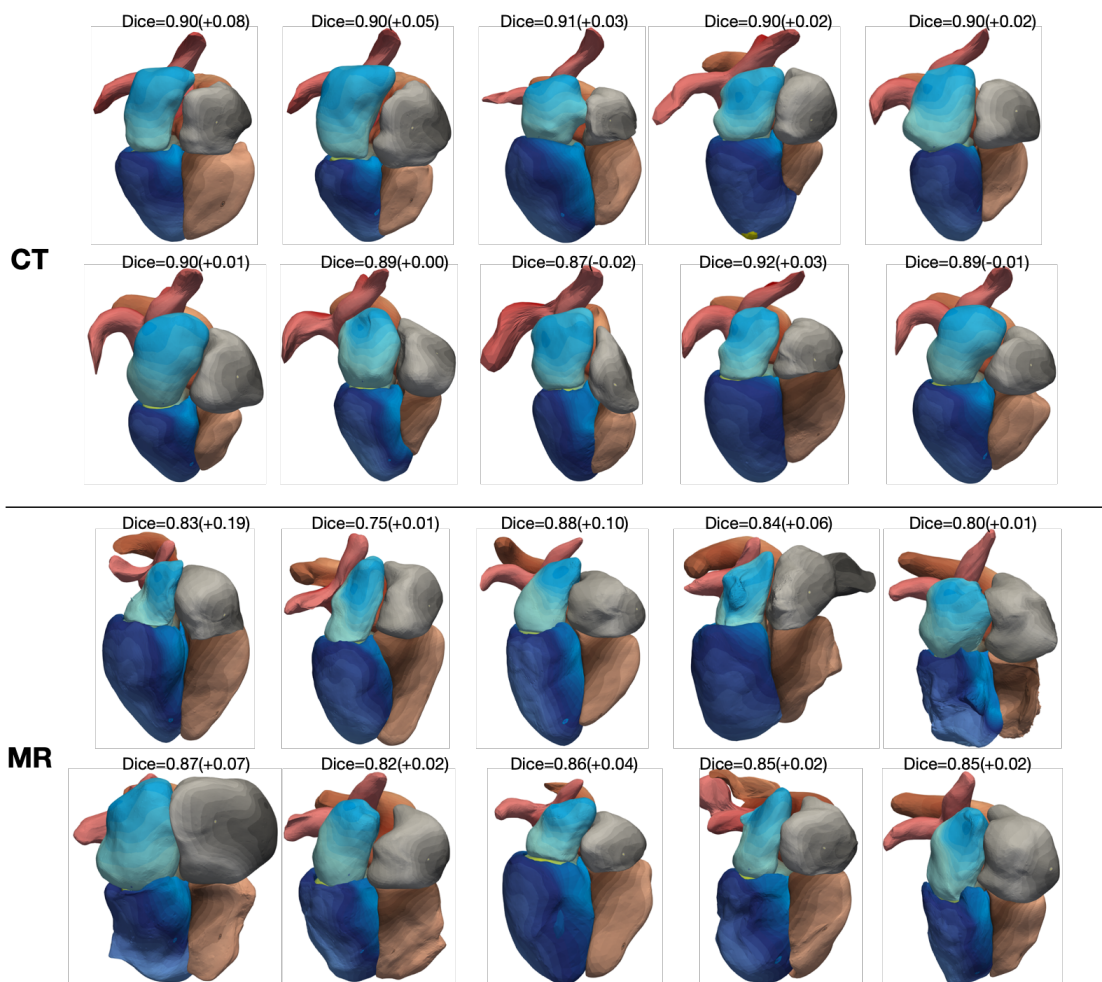 Dice=0.90(+0.08) Dice=0.90(+0.05) Dice=0.91(+0.03) Dice=0.90(+0.02) Dice=0.90(+0.02)
CT
Dice=0.90(+0.01) Dice=0.89(+0.00) Dice=0.87(-0.02) Dice=0.92(+0.03) Dice=0.89(-0.01)
Dice=0.83(+0.19) Dice=0.75(+0.01) Dice=0.88(+0.10) Dice=0.84(+0.06) Dice=0.80(+0.01)
MR
Dice=0.87(+0.07) Dice=0.82(+0.02) Dice=0.86(+0.04) Dice=0.85(+0.02) Dice=0.85(+0.02)